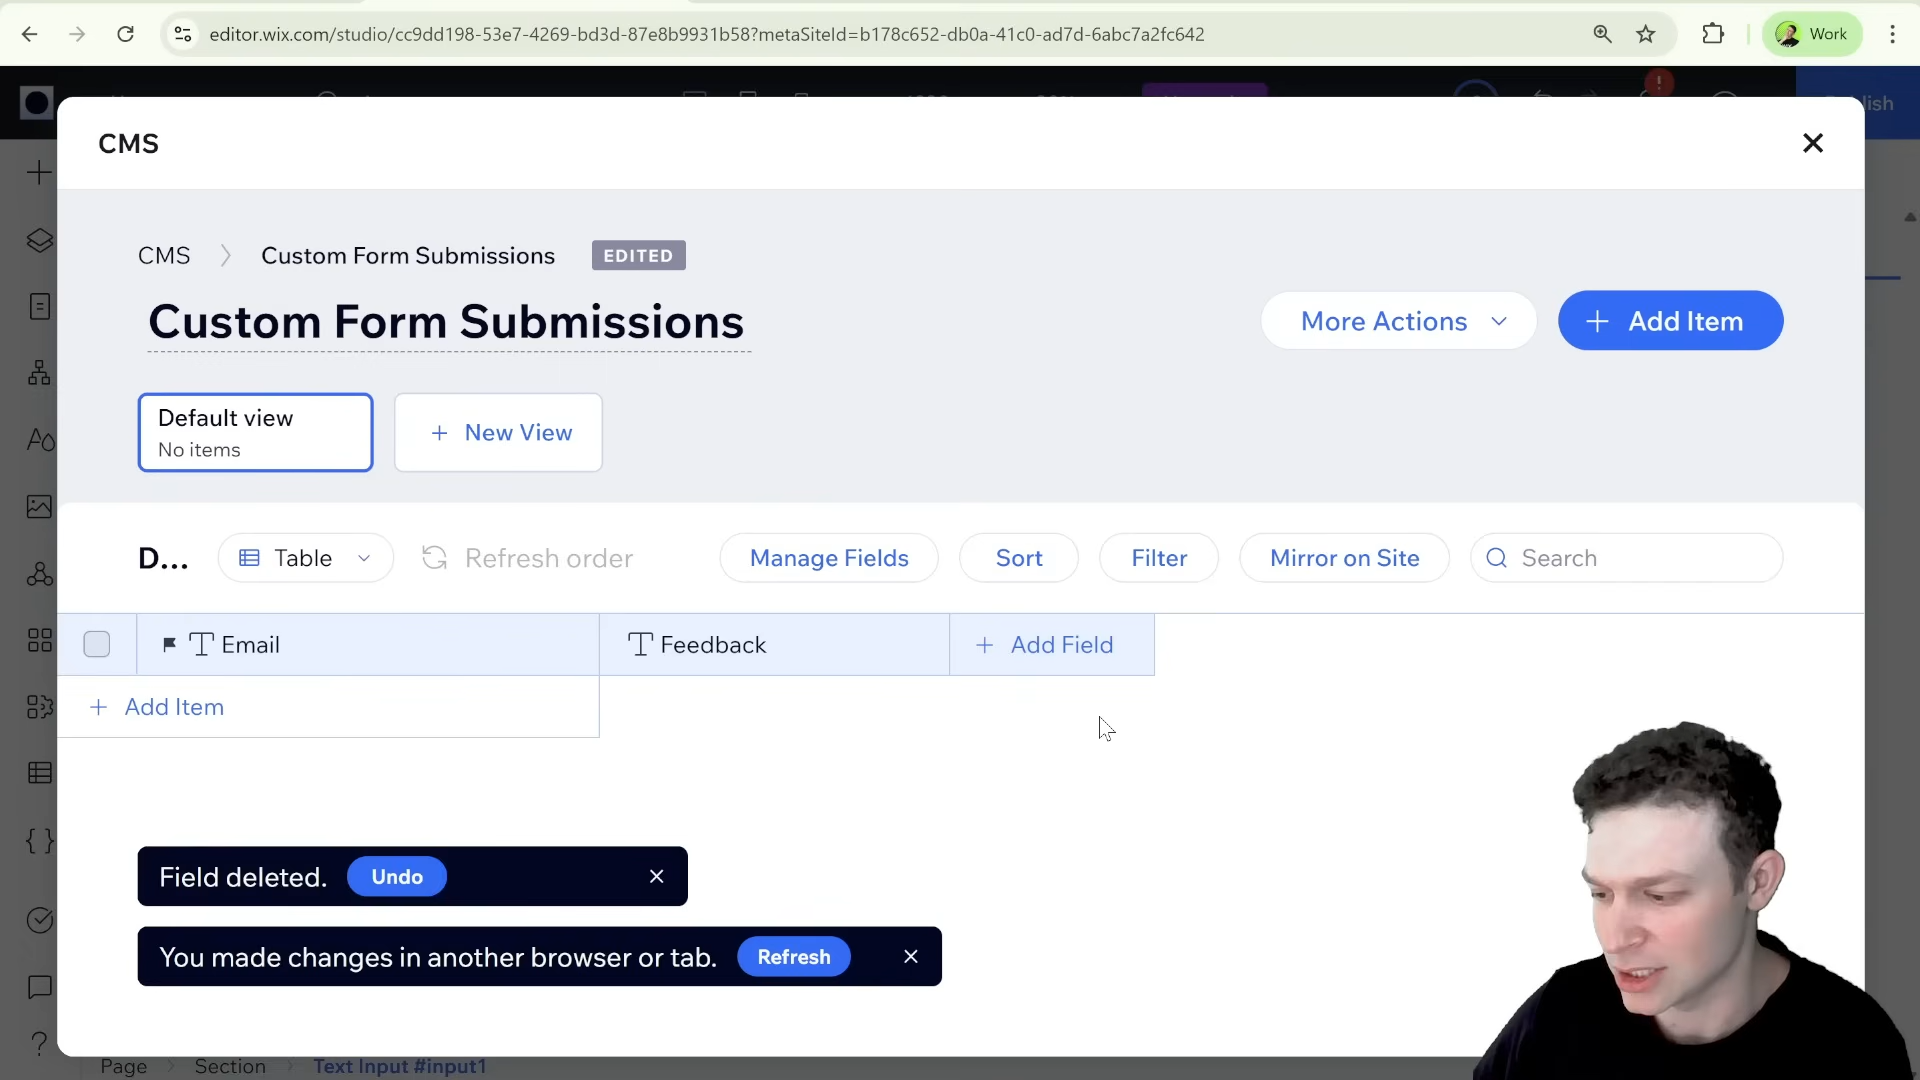 editor.wix.com/studio/cc9dd198-53e7-4269-bd3d-87e8b9931b58?metaSiteId=b178c652-db0a-41c0-ad7d-6abc7a2fc642
Work
CMS
CMS
Custom Form Submissions
EDITED
Custom Form Submissions
More Actions
Add Item
Default view
No items
New View
D...
Table
Refresh order
Manage Fields
Sort
Filter
Mirror on Site
Search
Email
Feedback
Add Field
Add Item
Field deleted.
Undo
You made changes in another browser or tab.
Refresh
Page
Section
Text Input #input1